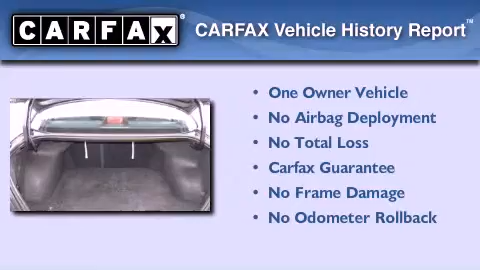 CARFAX CARFAX Vehicle History Report™
• One Owner Vehicle
• No Airbag Deployment
• No Total Loss
• Carfax Guarantee
• No Frame Damage
• No Odometer Rollback